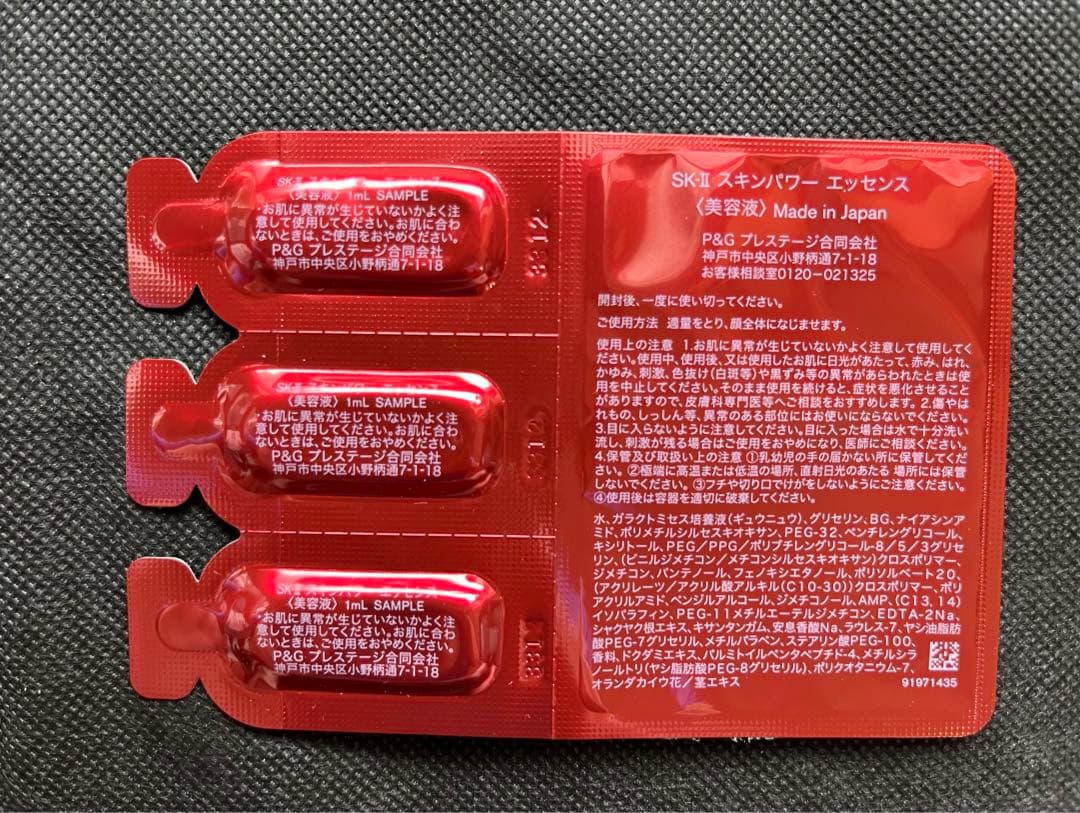 SK-II スキンパワー エッセンス
〈美容液〉 1mL SAMPLE
・お肌に異常が生じていないかよく注
意して使用してください。お肌に合わ
ないときは、ご使用をおやめください。
P&G プレステージ合同会社
神戸市中央区小野柄通7-1-18
3312
SK-II スキンパワー エッセンス
〈美容液〉 1mL SAMPLE
・お肌に異常が生じていないかよく注
意して使用してください。お肌に合わ
ないときは、ご使用をおやめください。
P&G プレステージ合同会社
神戸市中央区小野柄通7-1-18
SK-II スキンパワー エッセンス
〈美容液〉 1mL SAMPLE
・お肌に異常が生じていないかよく注
意して使用してください。お肌に合わ
ないときは、ご使用をおやめください。
P&G プレステージ合同会社
神戸市中央区小野柄通7-1-18
SK-II スキンパワー エッセンス
〈美容液〉 Made in Japan
P&G プレステージ合同会社
神戸市中央区小野柄通7-1-18
お客様相談室0120-021325
開封後、一度に使い切ってください。
ご使用方法 適量をとり、顔全体になじませます。
使用上の注意 1.お肌に異常が生じていないかよく注意して使用してく
ださい。使用中、使用後、又は使用したお肌に日光があたって、赤み、はれ、
かゆみ、刺激、色抜け(白斑等)や黒ずみ等の異常があらわれたときは使
用を中止してください。そのまま使用を続けると、症状を悪化させること
がありますので、皮膚科専門医等へご相談をおすすめします。2.傷やは
れもの、しっしん等、異常のある部位にはお使いにならないでください。
3.目に入らないように注意してください。目に入った場合は水で十分洗い
流し、刺激が残る場合はご使用をおやめになり、医師にご相談ください。
4.保管及び取扱い上の注意 ①乳幼児の手の届かない所に保管してくだ
さい。②極端に高温または低温の場所、直射日光のあたる 場所には保管
しないでください。③フチや切り口でけがをしないようにご注意ください。
④使用後は容器を適切に破棄してください。
水、ガラクトミセス培養液(ギュウニュウ)、グリセリン、BG、ナイアシンア
ミド、ポリメチルシルセスキオキサン、PEG-32、ペンチレングリコール、
キシリトール、PEG/PPG/ポリブチレングリコール-8/5/3グリセ
リン、(ビニルジメチコン/メチコンシルセスキオキサン)クロスポリマー、
ジメチコン、パンテノール、フェノキシエタノール、ポリソルベート20、
(アクリレーツ/アクリル酸アルキル(C10-30))クロスポリマー、ポリ
アクリルアミド、ベンジルアルコール、ジメチコノール、AMP、(C13,14)
イソパラフィン、PEG-11メチルエーテルジメチコン、EDTA-2Na、
シャクヤク根エキス、キサンタンガム、安息香酸Na、ラウレス-7、ヤシ油脂肪
酸PEG-7グリセリル、メチルパラベン、ステアリン酸PEG-100、
香料、ドクダミエキス、パルミトイルペンタペプチド-4、メチルシラ
ノールトリ(ヤシ脂肪酸PEG-8グリセリル)、ポリクオタニウム-7、
オランダカイウ花/茎エキス
91971435